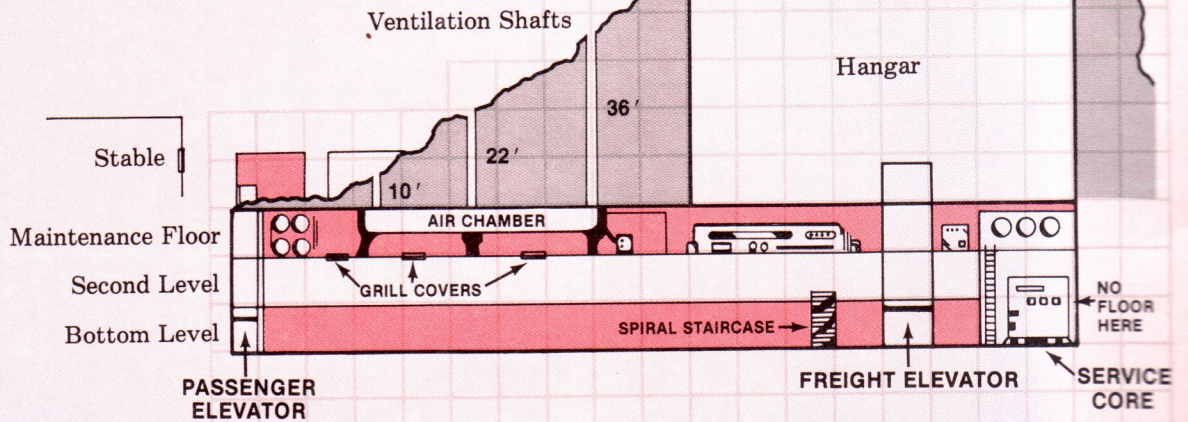 Ventilation Shafts
Hangar
36'
Stable
22'
10'
AIR CHAMBER
Maintenance Floor
Second Level
GRILL COVERS
NO
FLOOR
HERE
Bottom Level
SPIRAL STAIRCASE
PASSENGER
ELEVATOR
FREIGHT ELEVATOR
SERVICE
CORE